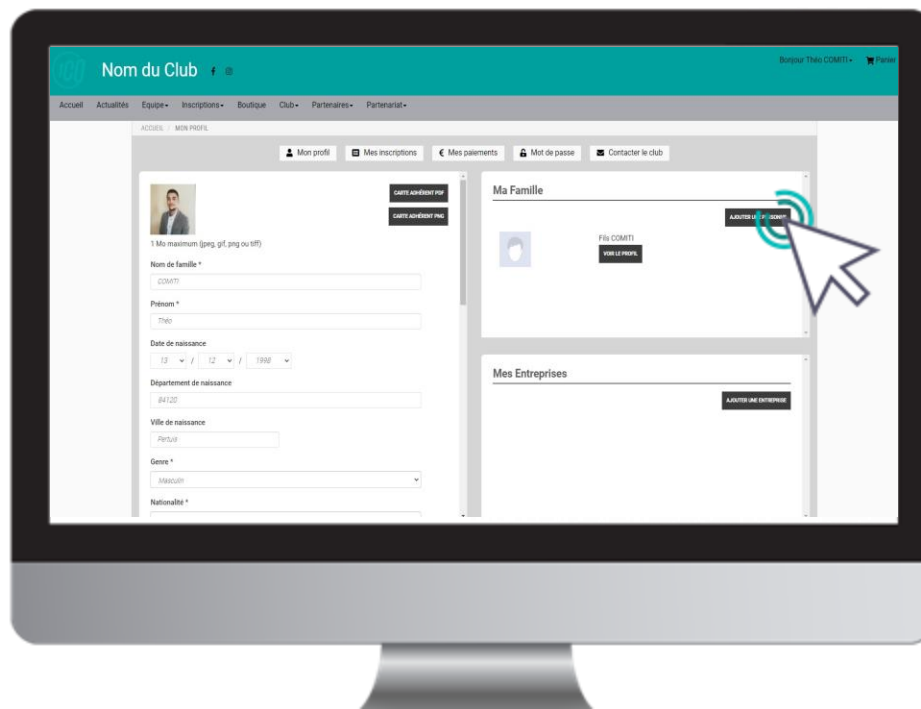 Nom du Club
Bonjour Théo COMITI
Panier
Accueil Actualités Equipe Inscriptions Boutique Club Partenaires Partenariat
ACCUEIL / MON PROFIL
Mon profil Mes inscriptions € Mes paiements Mot de passe Contacter le club
CARTE ADHÉRENT PDF
CARTE ADHÉRENT PNG
1 Mo maximum (jpeg, gif, png ou tiff)
Nom de famille *
COMITI
Prénom *
Théo
Date de naissance
13 / 12 / 1998
Département de naissance
84120
Ville de naissance
Pertuis
Genre *
Masculin
Nationalité *
Ma Famille
AJOUTER UNE PERSONNE
Fils COMITI
VOIR LE PROFIL
Mes Entreprises
AJOUTER UNE ENTREPRISE